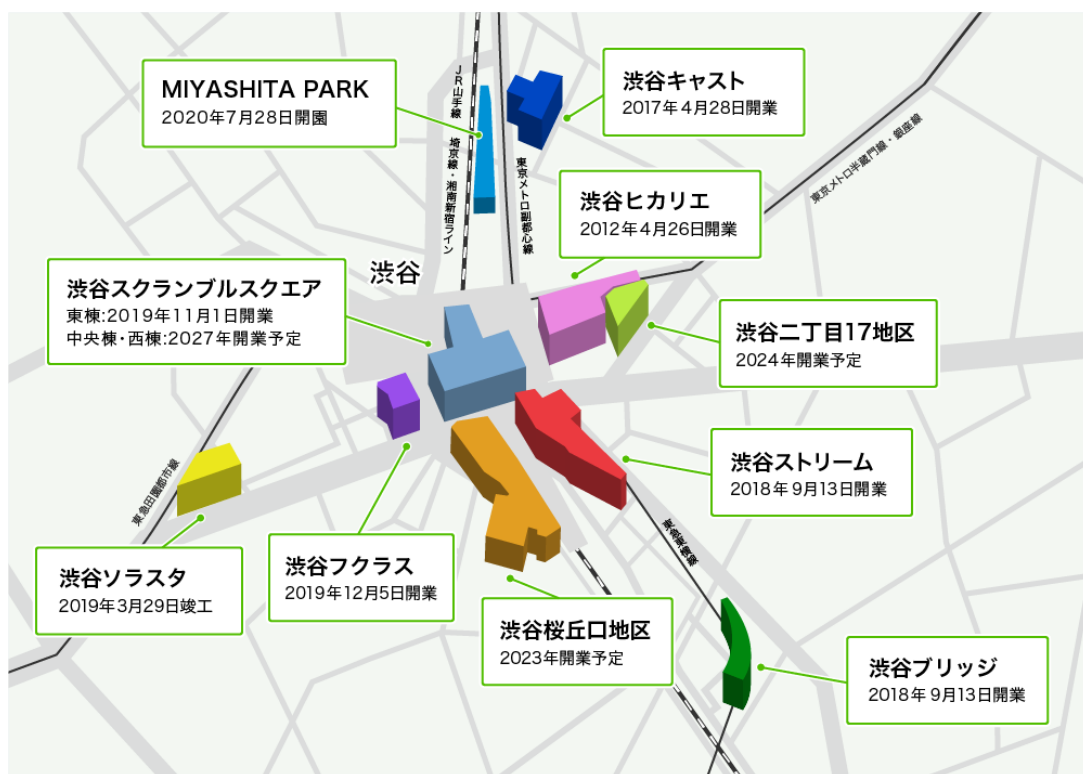 MIYASHITA PARK
2020年7月28日開園
JR山手線 埼京線・湘南新宿ライン
東京メトロ副都心線
渋谷キャスト
2017年4月28日開業
東京メトロ半蔵門線・銀座線
渋谷ヒカリエ
2012年4月26日開業
渋谷
渋谷スクランブルスクエア
東棟:2019年11月1日開業
中央棟・西棟:2027年開業予定
渋谷二丁目17地区
2024年開業予定
渋谷ストリーム
2018年9月13日開業
東急田園都市線
渋谷ソラスタ
2019年3月29日竣工
渋谷フクラス
2019年12月5日開業
渋谷桜丘口地区
2023年開業予定
東急東横線
渋谷ブリッジ
2018年9月13日開業